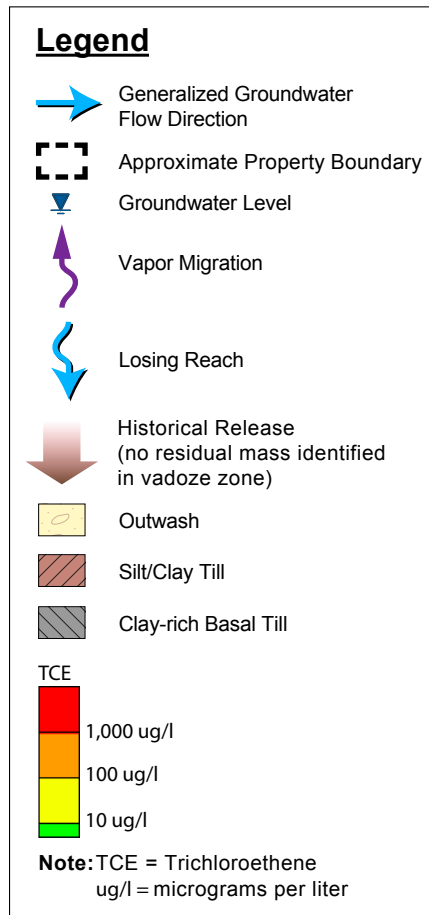 Legend
Generalized Groundwater
Flow Direction
Approximate Property Boundary
Groundwater Level
Vapor Migration
Losing Reach
Historical Release
(no residual mass identified
in vadoze zone)
Outwash
Silt/Clay Till
Clay-rich Basal Till
TCE
1,000 ug/l
100 ug/l
10 ug/l
Note: TCE = Trichloroethene
ug/l = micrograms per liter